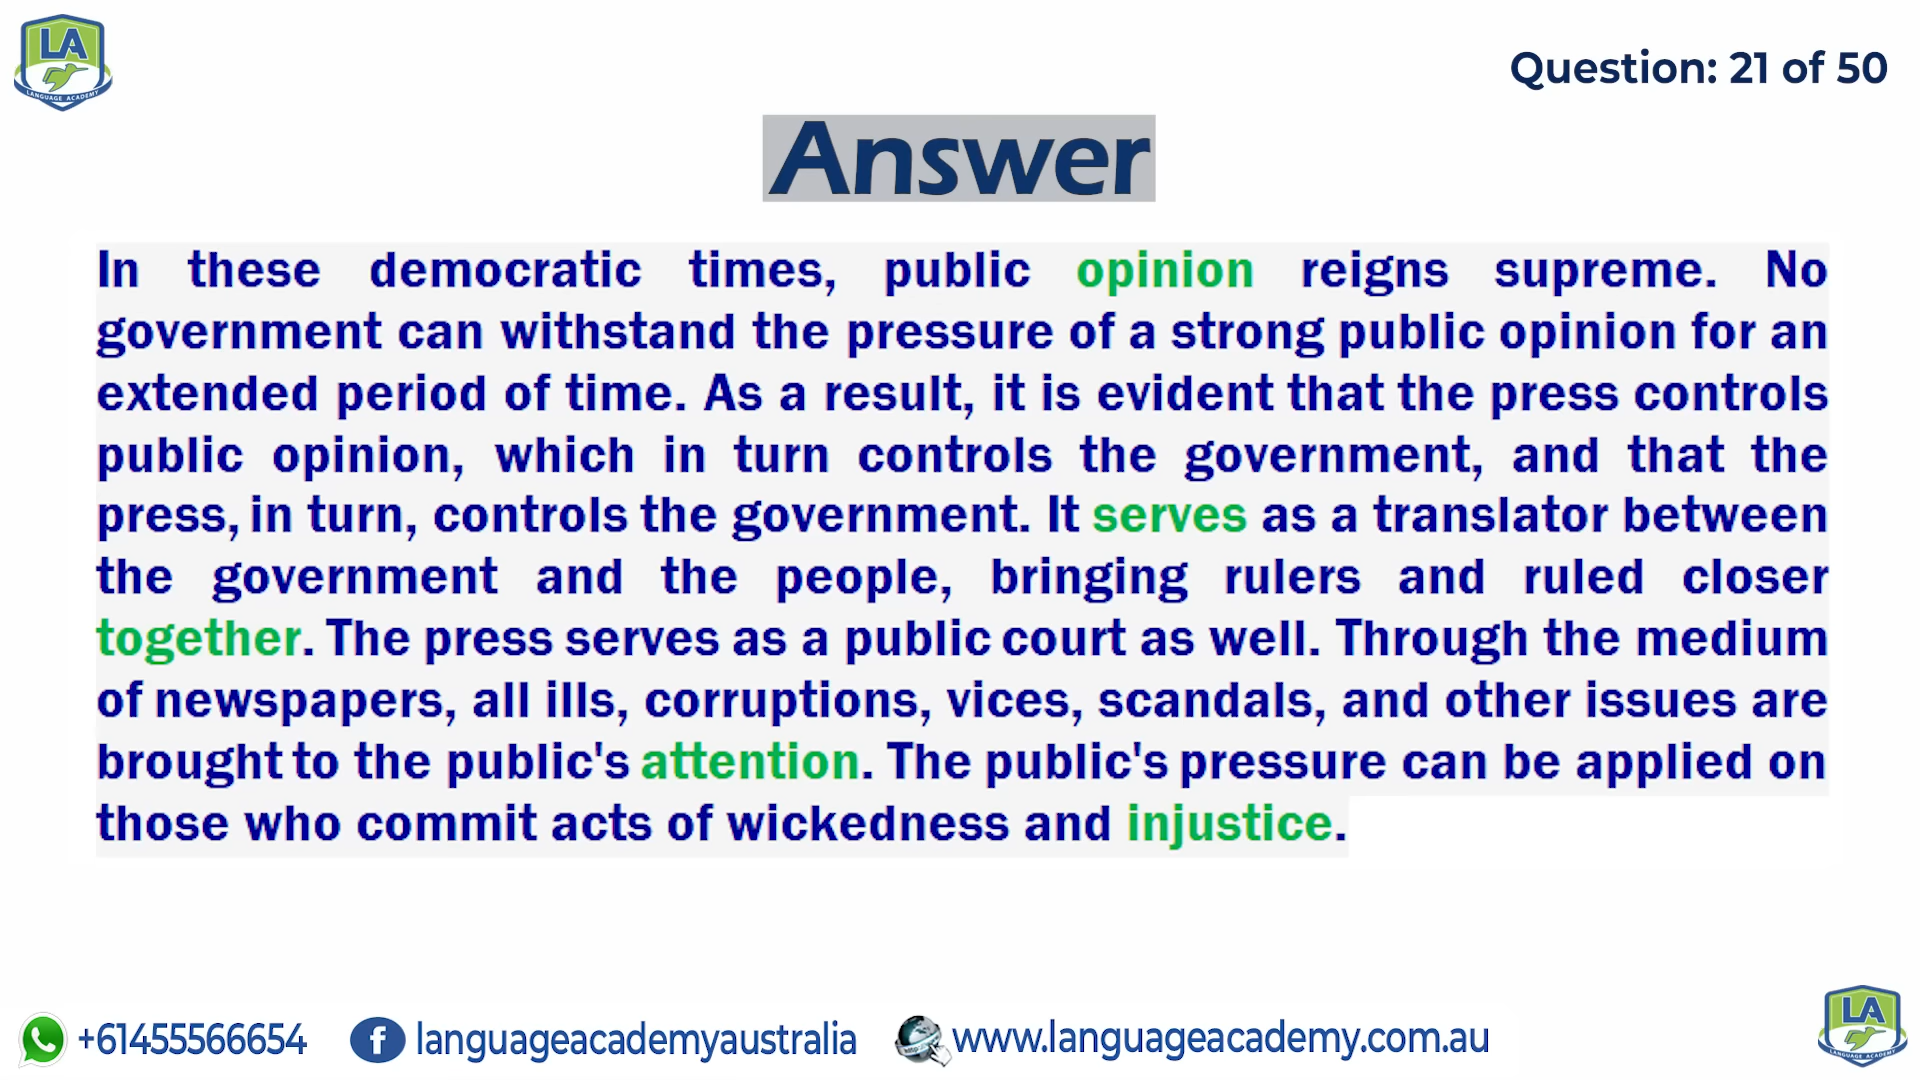 LA
LANGUAGE ACADEMY
Question: 21 of 50
Answer
In these democratic times, public opinion reigns supreme. No
government can withstand the pressure of a strong public opinion for an
extended period of time. As a result, it is evident that the press controls
public opinion, which in turn controls the government, and that the
press, in turn, controls the government. It serves as a translator between
the government and the people, bringing rulers and ruled closer
together. The press serves as a public court as well. Through the medium
of newspapers, all ills, corruptions, vices, scandals, and other issues are
brought to the public's attention. The public's pressure can be applied on
those who commit acts of wickedness and injustice.
+61455566654
f languageacademyaustralia
www.languageacademy.com.au
LA
LANGUAGE ACADEMY